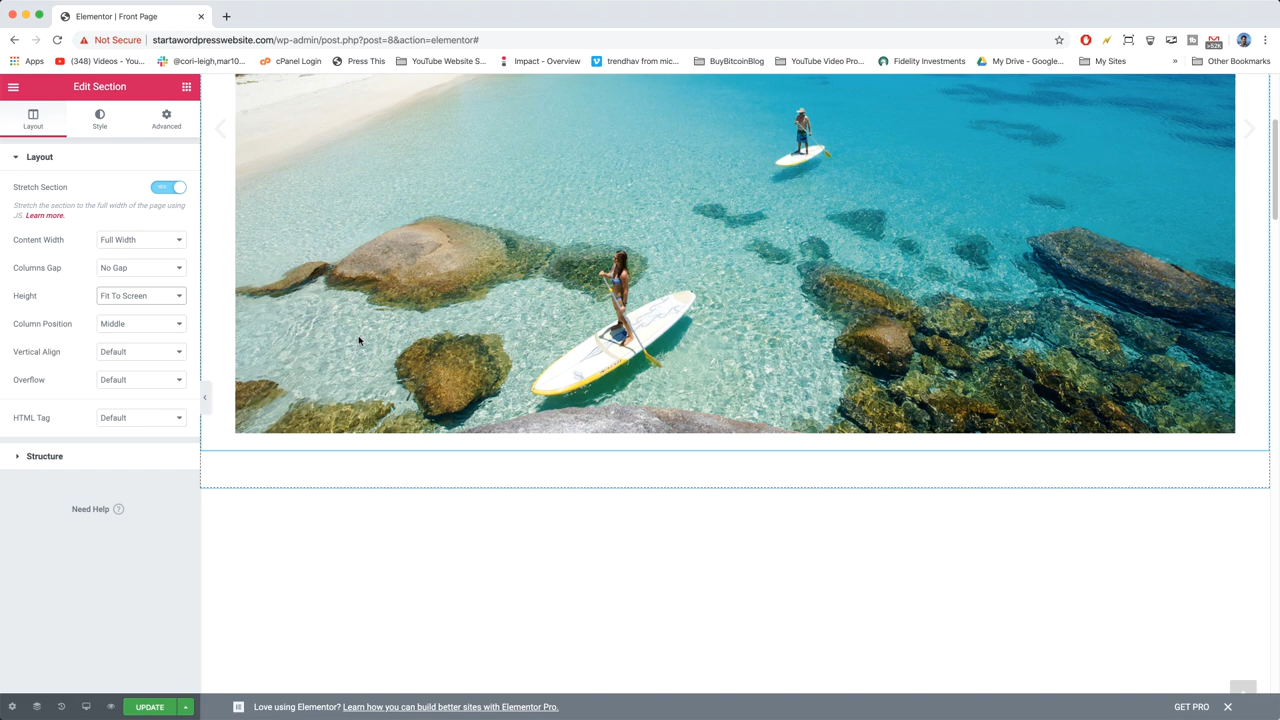 Elementor | Front Page
Not Secure
startawordpresswebsite.com/wp-admin/post.php?post=8&action=elementor#
>52K
Apps
(348) Videos - You...
@cori-leigh,mar10...
cPanel Login
Press This
YouTube Website S...
Impact - Overview
trendhav from mic...
BuyBitcoinBlog
YouTube Video Pro...
Fidelity Investments
My Drive - Google...
My Sites
»
Other Bookmarks
Edit Section
Layout
Style
Advanced
Layout
Stretch Section
YES
Stretch the section to the full width of the page using
JS. Learn more.
Content Width
Full Width
Columns Gap
No Gap
Height
Fit To Screen
Column Position
Middle
Vertical Align
Default
Overflow
Default
HTML Tag
Default
Structure
Need Help ?
UPDATE
Love using Elementor? Learn how you can build better sites with Elementor Pro.
GET PRO